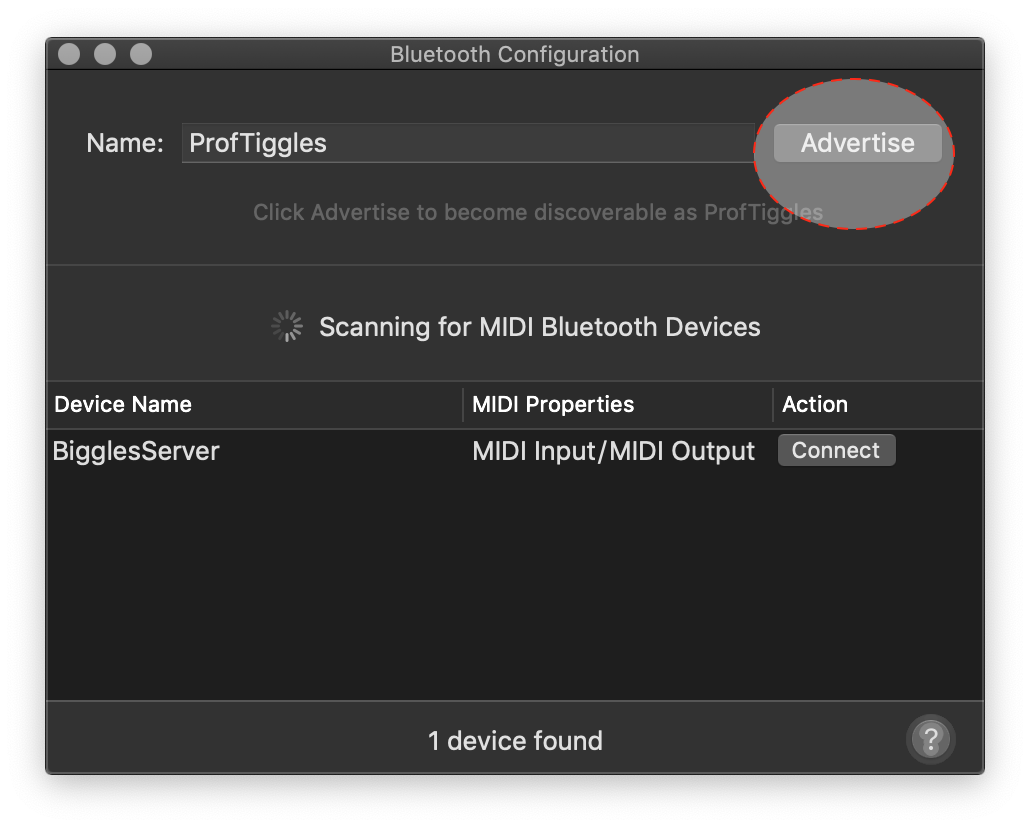 Bluetooth Configuration
Name: ProfTiggles Advertise
Click Advertise to become discoverable as ProfTiggles
Scanning for MIDI Bluetooth Devices
Device Name MIDI Properties Action
BigglesServer MIDI Input/MIDI Output Connect
1 device found ?